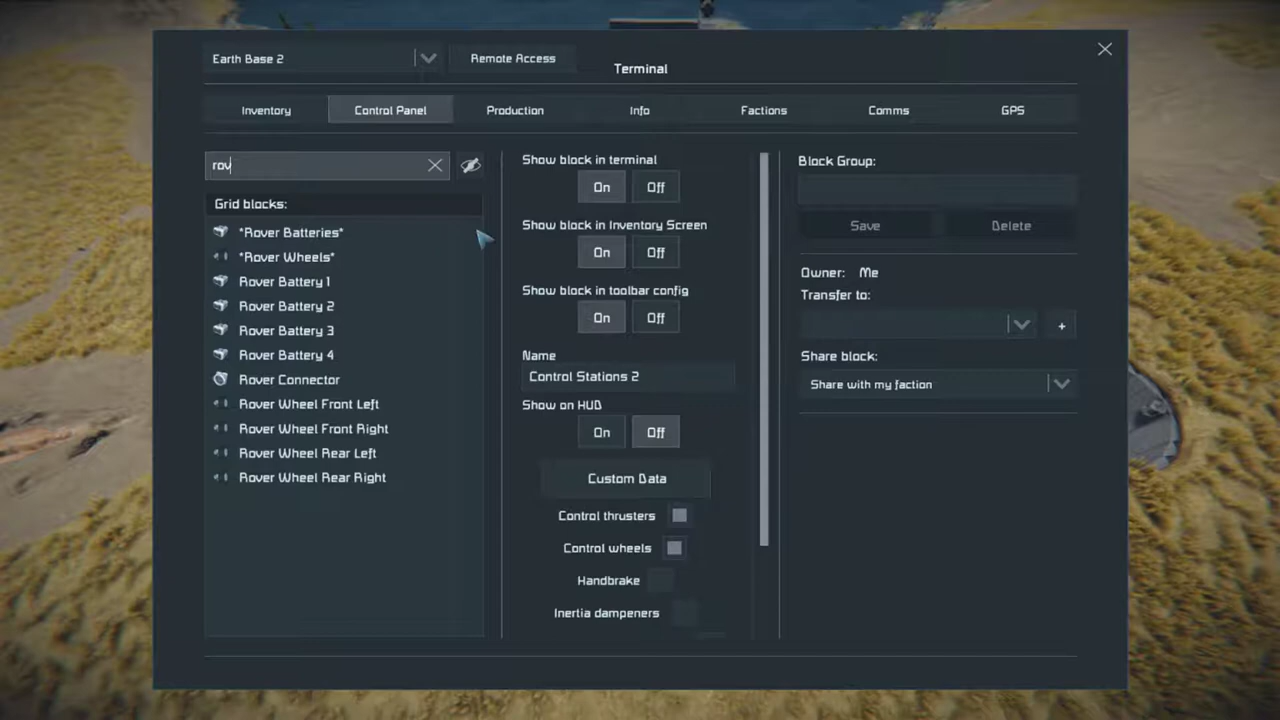 Earth Base 2
Remote Access
Terminal
Inventory
Control Panel
Production
Info
Factions
Comms
GPS
rov
Grid blocks:
*Rover Batteries*
*Rover Wheels*
Rover Battery 1
Rover Battery 2
Rover Battery 3
Rover Battery 4
Rover Connector
Rover Wheel Front Left
Rover Wheel Front Right
Rover Wheel Rear Left
Rover Wheel Rear Right
Show block in terminal
On Off
Show block in Inventory Screen
On Off
Show block in toolbar config
On Off
Name
Control Stations 2
Show on HUD
On Off
Custom Data
Control thrusters
Control wheels
Handbrake
Inertia dampeners
Block Group:
Save Delete
Owner: Me
Transfer to:
+
Share block:
Share with my faction